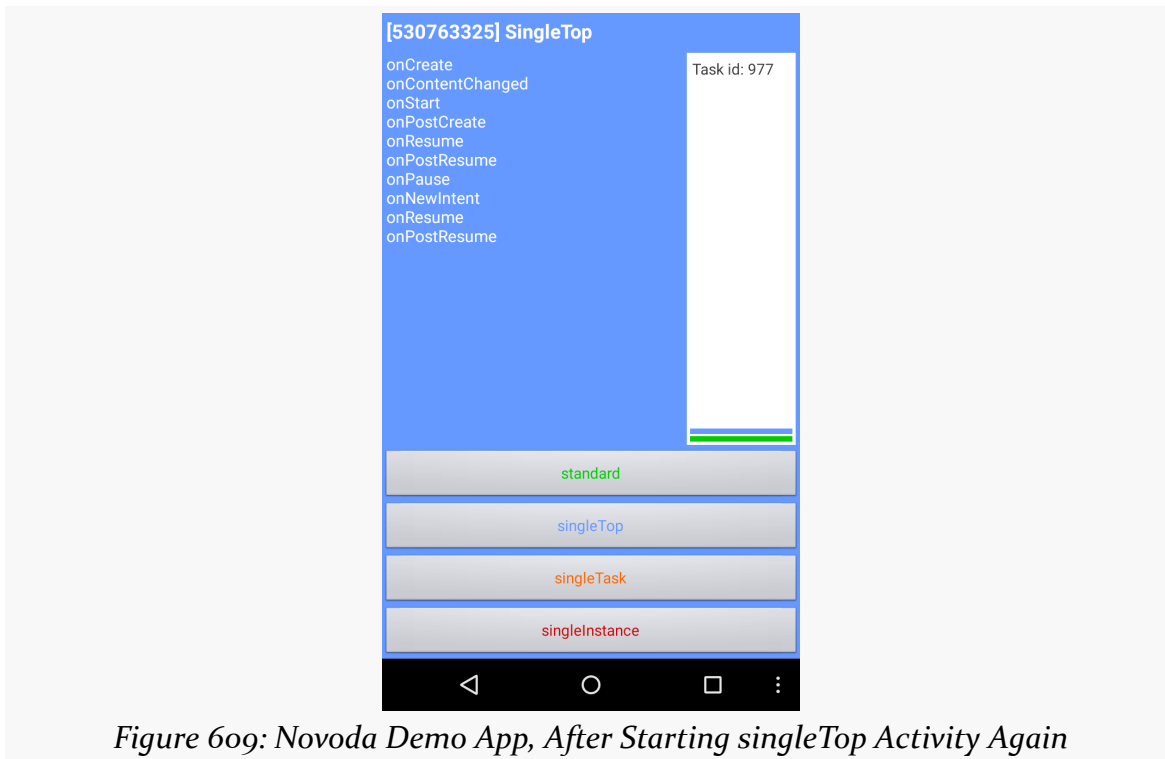 [530763325] SingleTop
onCreate
onContentChanged
onStart
onPostCreate
onResume
onPostResume
onPause
onNewIntent
onResume
onPostResume
Task id: 977
standard
singleTop
singleTask
singleInstance
Figure 609: Novoda Demo App, After Starting singleTop Activity Again